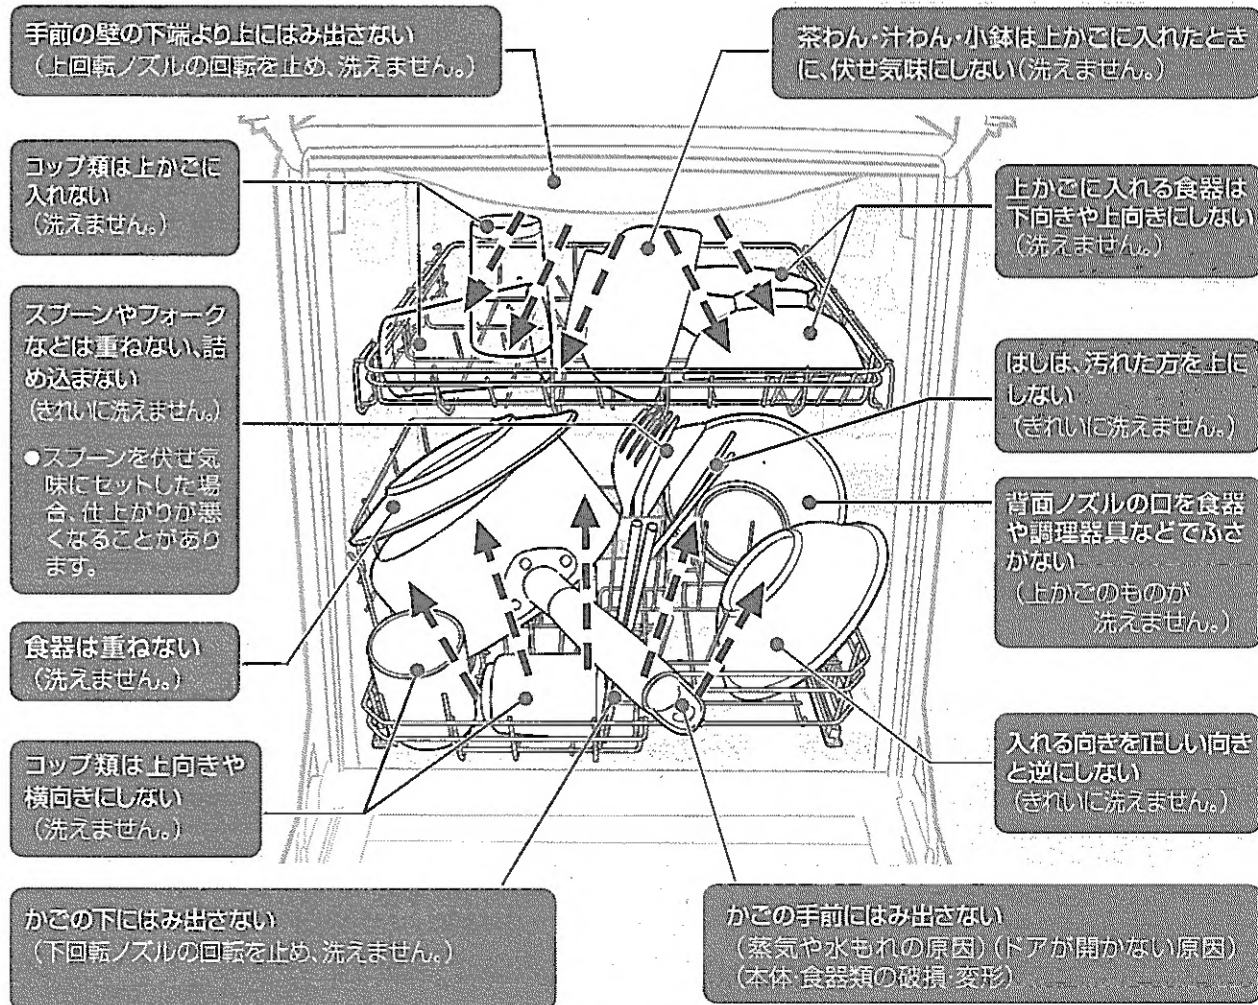 手前の壁の下端より上にはみ出さない
(上回転ノズルの回転を止め、洗えません。)
茶わん・汁わん・小鉢は上かごに入れたとき
に、伏せ気味にしない(洗えません。)
コップ類は上かごに
入れない
(洗えません。)
上かごに入れる食器は
下向きや上向きにしない
(洗えません。)
スプーンやフォーク
などは重ねない、詰
め込まない
(きれいに洗えません。)
●スプーンを伏せ気
味にセットした場
合、仕上がりが悪
くなることがあり
ます。
はしは、汚れた方を上に
しない
(きれいに洗えません。)
背面ノズルの口を食器
や調理器具などでふさ
がない
(上かごのものが
洗えません。)
食器は重ねない
(洗えません。)
コップ類は上向きや
横向きにしない
(洗えません。)
入れる向きを正しい向き
と逆にしない
(きれいに洗えません。)
かごの下にはみ出さない
(下回転ノズルの回転を止め、洗えません。)
かごの手前にはみ出さない
(蒸気や水もれの原因)(ドアが開かない原因)
(本体・食器類の破損・変形)